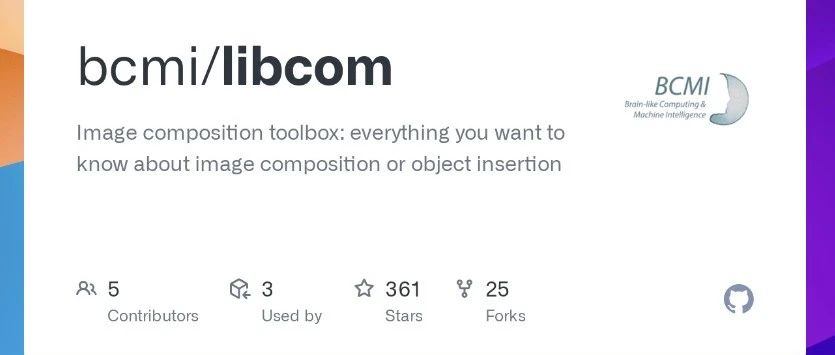 bcmi/libcom
BCMI
Brain-like Computing &
Machine Intelligence
Image composition toolbox: everything you want to
know about image composition or object insertion
5
Contributors
3
Used by
361
Stars
25
Forks